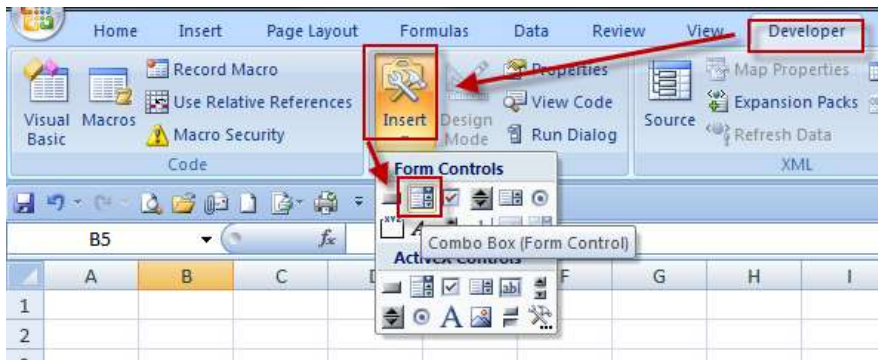 Home Insert Page Layout Formulas Data Review View Developer
Record Macro
Use Relative References
Macro Security
Visual Basic
Macros
Code
Insert
Design Mode
Properties
View Code
Run Dialog
Source
Map Properties
Expansion Packs
Refresh Data
XML
Form Controls
XYZ
Combo Box (Form Control)
ActiveX Controls
ab
A
B5
fx
A B C F G H I
1
2